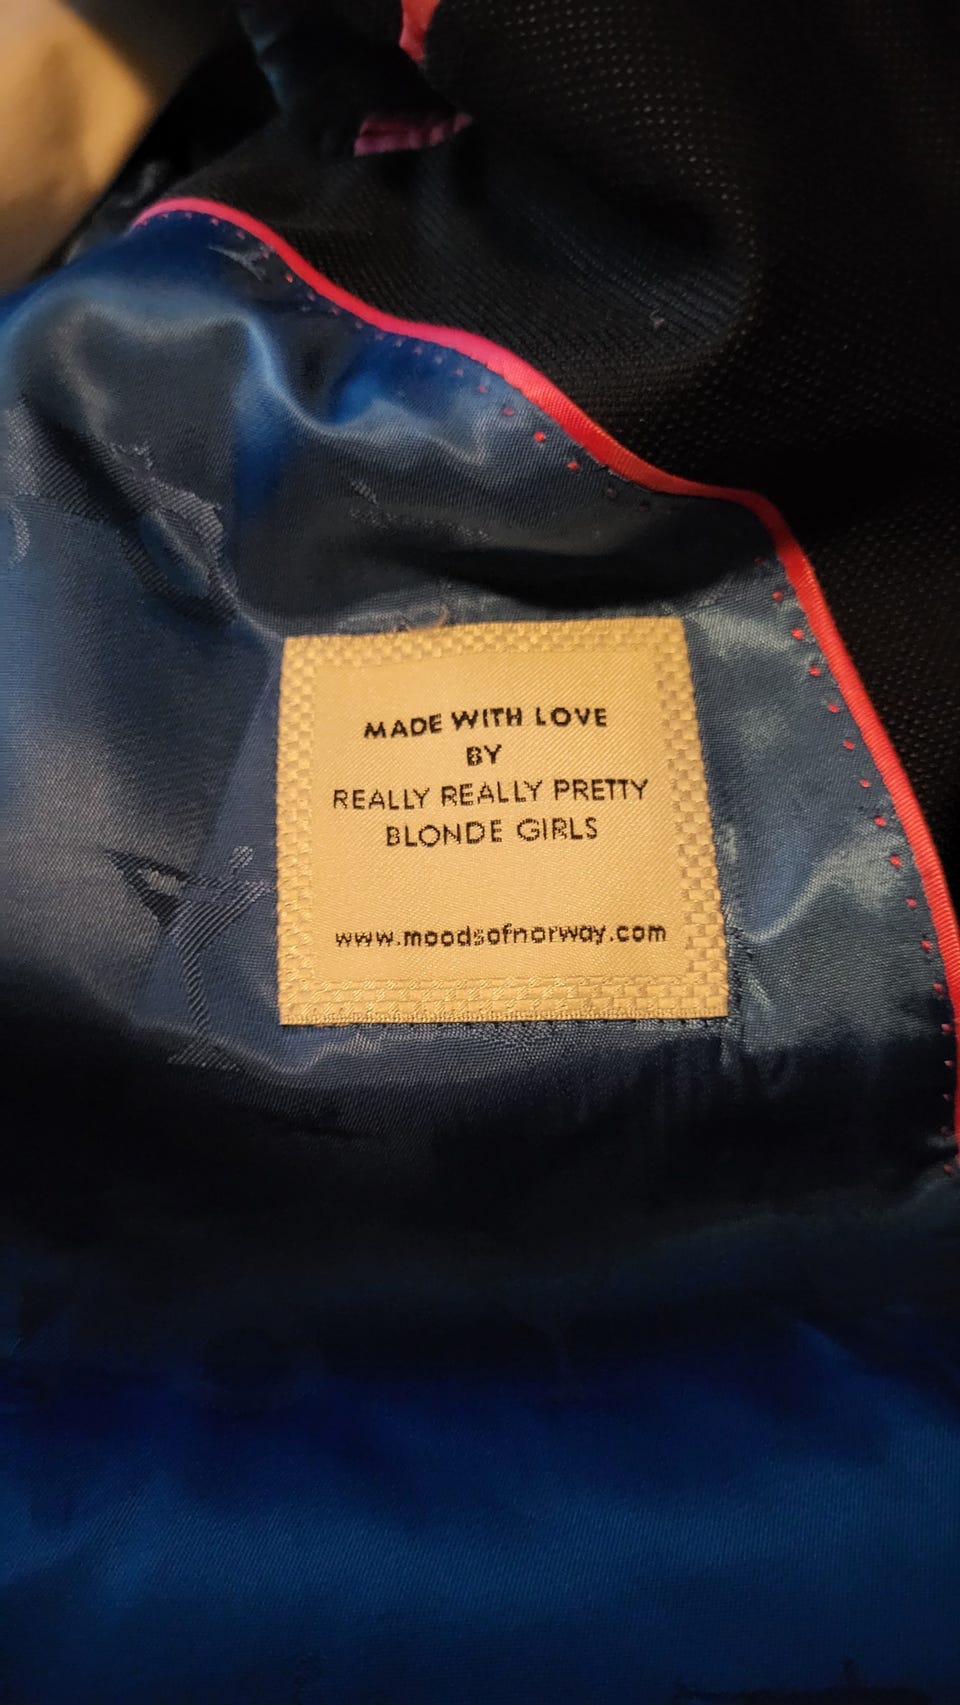 MADE WITH LOVE
BY
REALLY REALLY PRETTY
BLONDE GIRLS
www.moodsofnorway.com